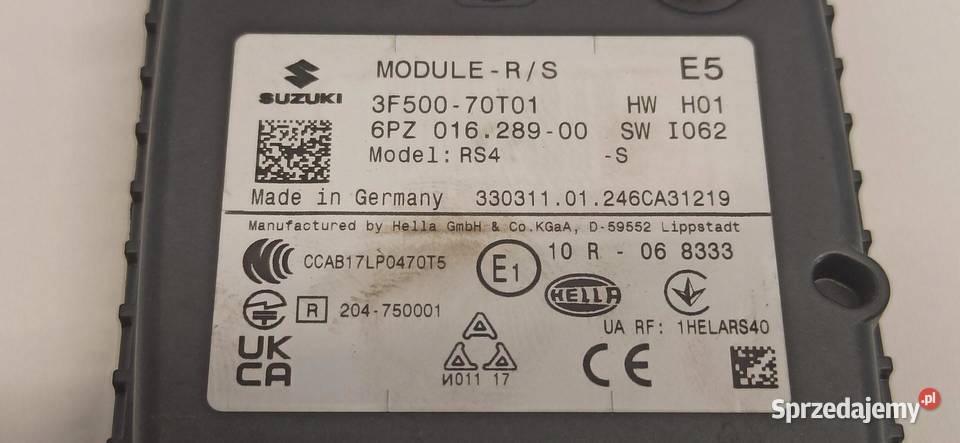 MODULE-R/S E5
SUZUKI 3F500-70T01 HW H01
6PZ 016.289-00 SW I062
Model: RS4 -S
Made in Germany 330311.01.246CA31219
Manufactured by Hella GmbH & Co.KGaA, D-59552 Lippstadt
CCAB17LP0470T5 E1 10 R - 06 8333
R 204-750001 HELLA
UA RF: 1HELARS40
UK
CA
И011 17
CE
Sprzedajemy.pl